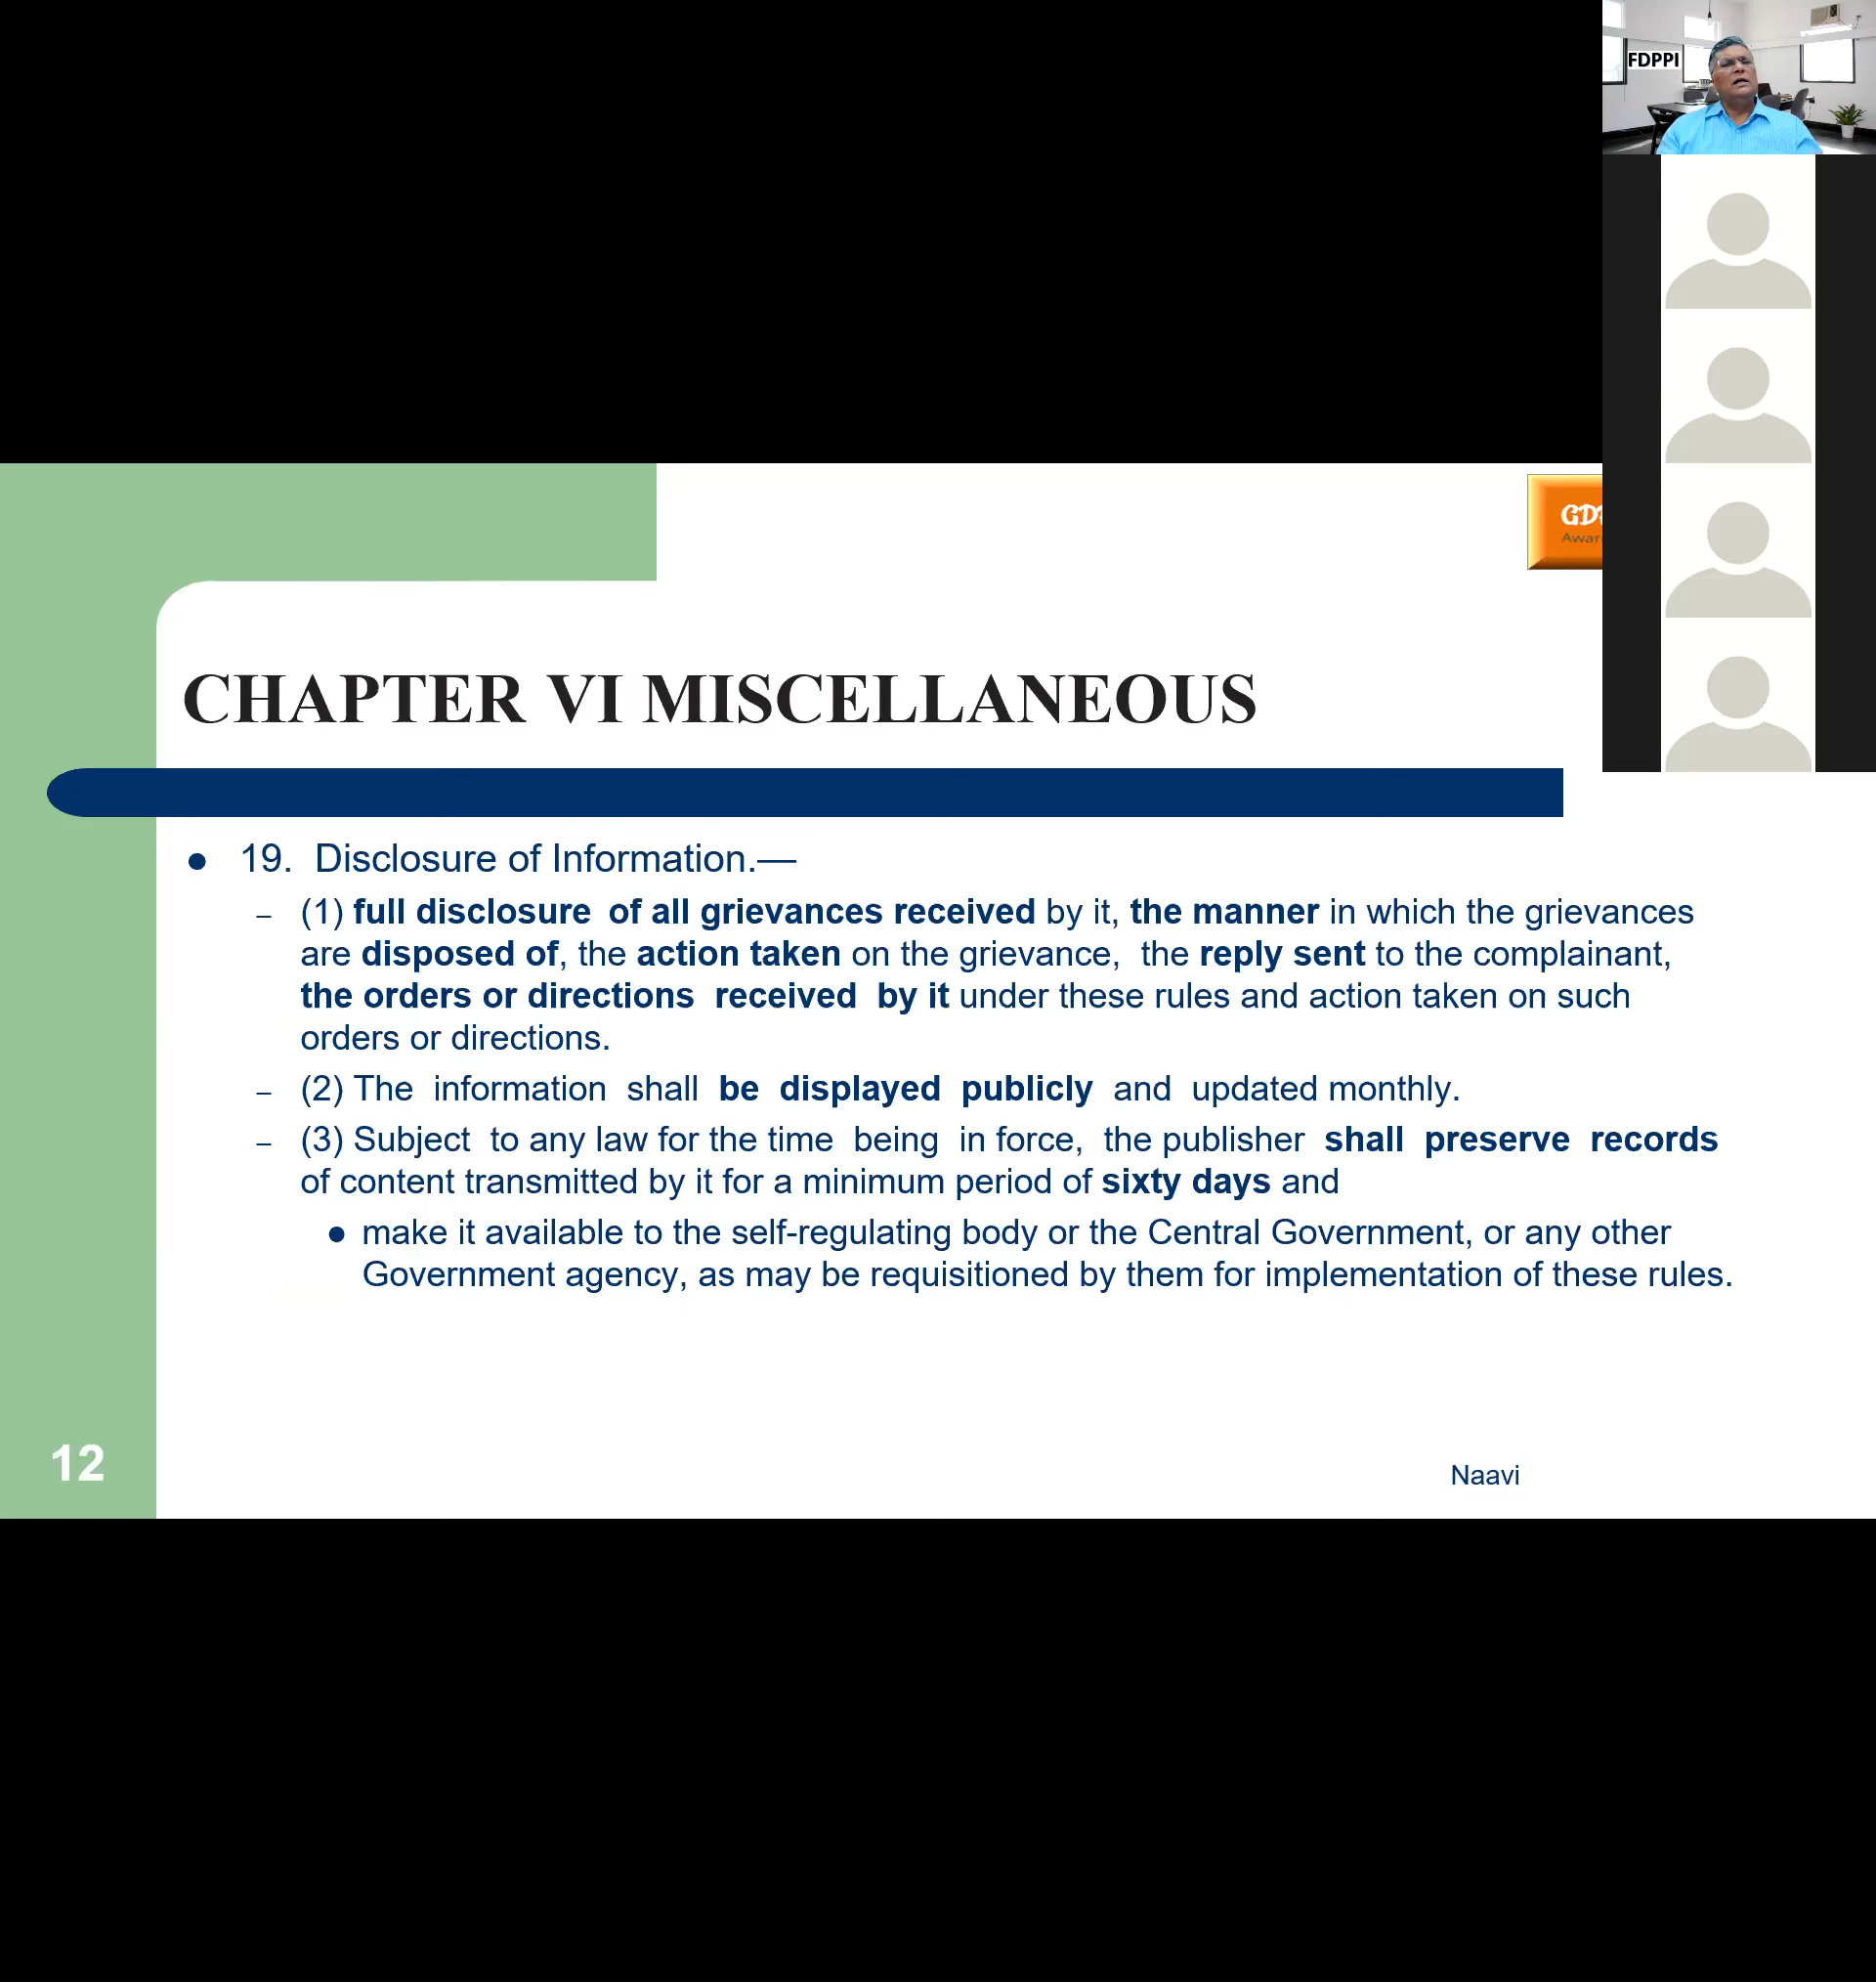 FDPPI
CHAPTER VI MISCELLANEOUS
19. Disclosure of Information.—
(1) full disclosure of all grievances received by it, the manner in which the grievances
are disposed of, the action taken on the grievance, the reply sent to the complainant,
the orders or directions received by it under these rules and action taken on such
orders or directions.
(2) The information shall be displayed publicly and updated monthly.
(3) Subject to any law for the time being in force, the publisher shall preserve records
of content transmitted by it for a minimum period of sixty days and
make it available to the self-regulating body or the Central Government, or any other
Government agency, as may be requisitioned by them for implementation of these rules.
12
Naavi